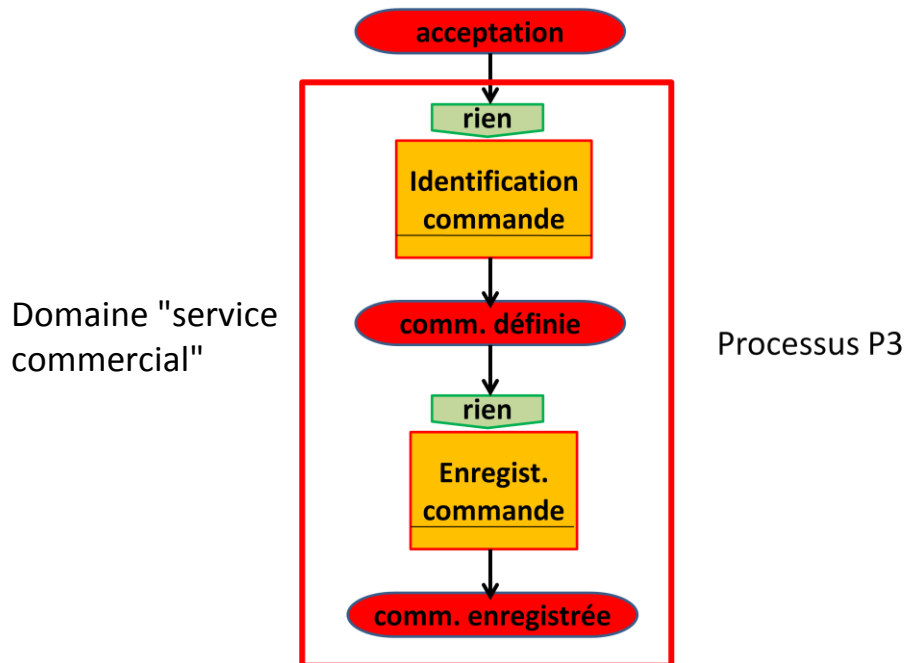 acceptation
rien
Identification
commande
Domaine "service
commercial"
comm. définie
Processus P3
rien
Enregist.
commande
comm. enregistrée